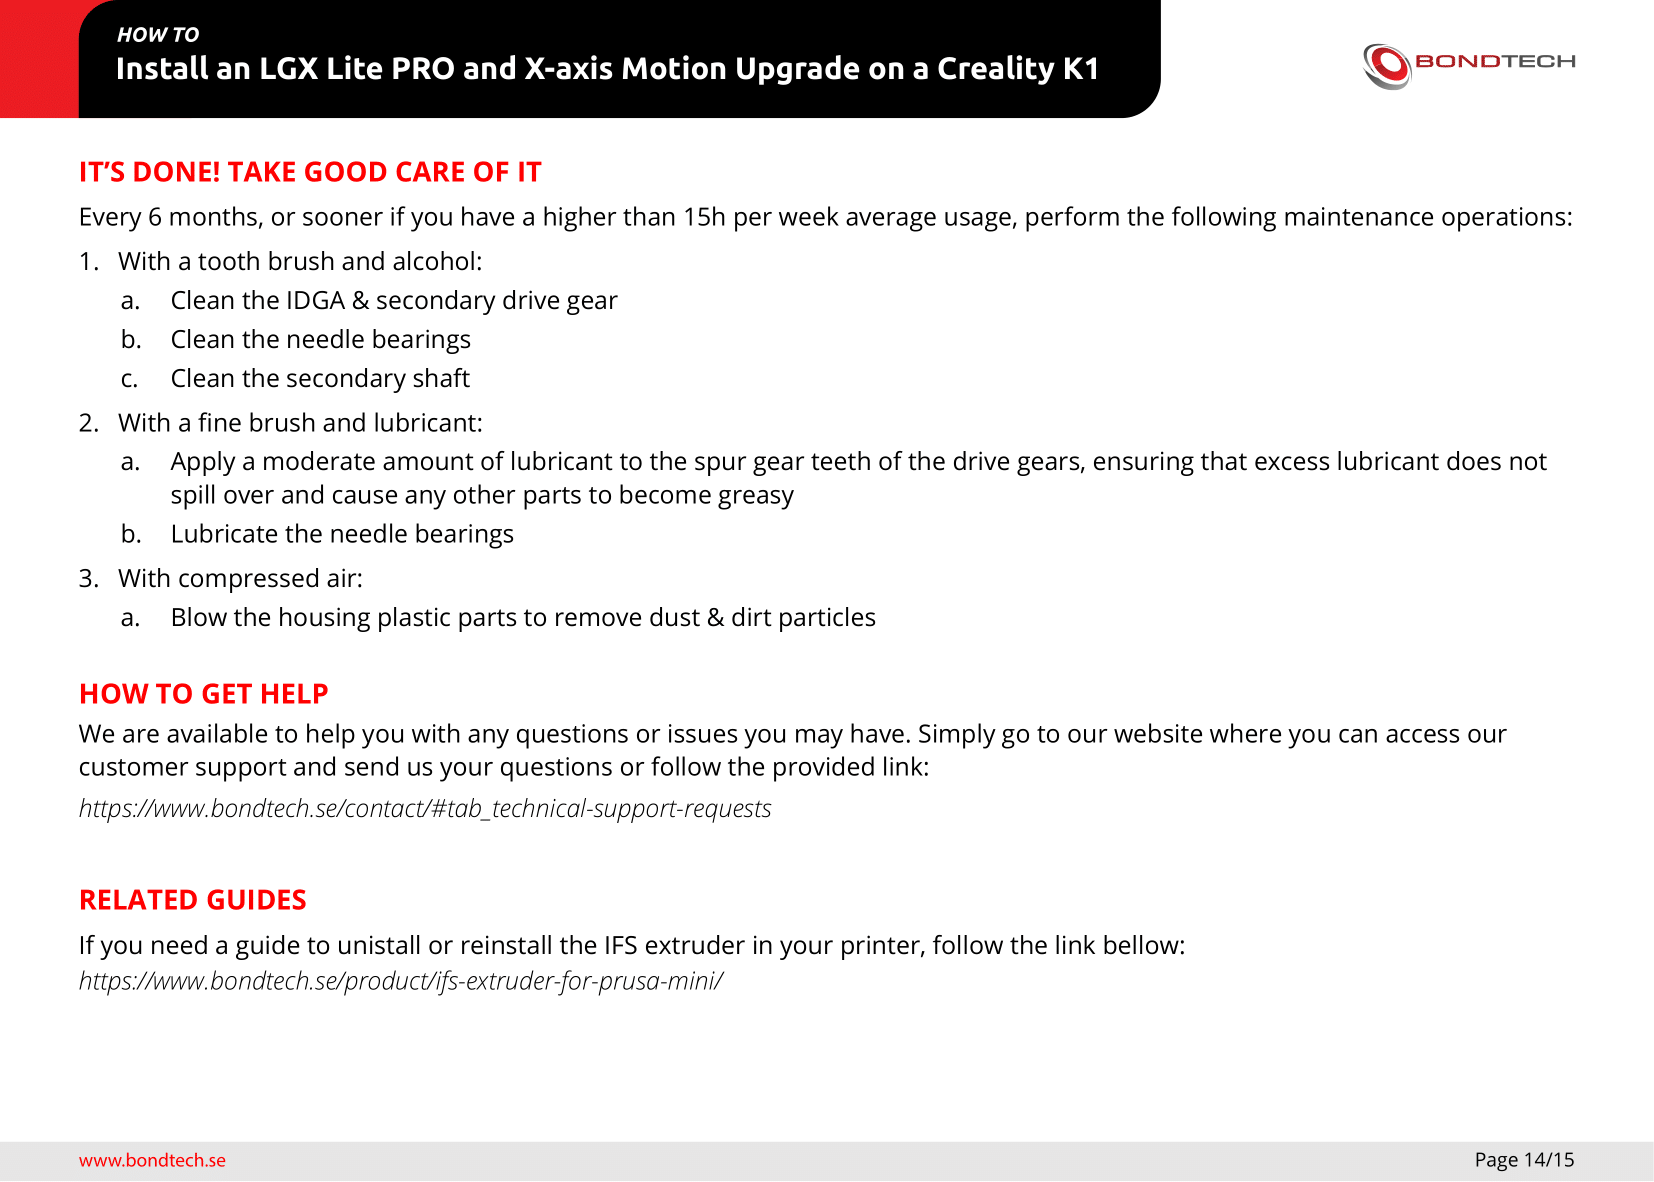 HOW TO
Install an LGX Lite PRO and X-axis Motion Upgrade on a Creality K1
BONDTECH
IT’S DONE! TAKE GOOD CARE OF IT
Every 6 months, or sooner if you have a higher than 15h per week average usage, perform the following maintenance operations:
1. With a tooth brush and alcohol:
a. Clean the IDGA & secondary drive gear
b. Clean the needle bearings
c. Clean the secondary shaft
2. With a fine brush and lubricant:
a. Apply a moderate amount of lubricant to the spur gear teeth of the drive gears, ensuring that excess lubricant does not
spill over and cause any other parts to become greasy
b. Lubricate the needle bearings
3. With compressed air:
a. Blow the housing plastic parts to remove dust & dirt particles
HOW TO GET HELP
We are available to help you with any questions or issues you may have. Simply go to our website where you can access our
customer support and send us your questions or follow the provided link:
https://www.bondtech.se/contact/#tab_technical-support-requests
RELATED GUIDES
If you need a guide to unistall or reinstall the IFS extruder in your printer, follow the link bellow:
https://www.bondtech.se/product/ifs-extruder-for-prusa-mini/
www.bondtech.se
Page 14/15